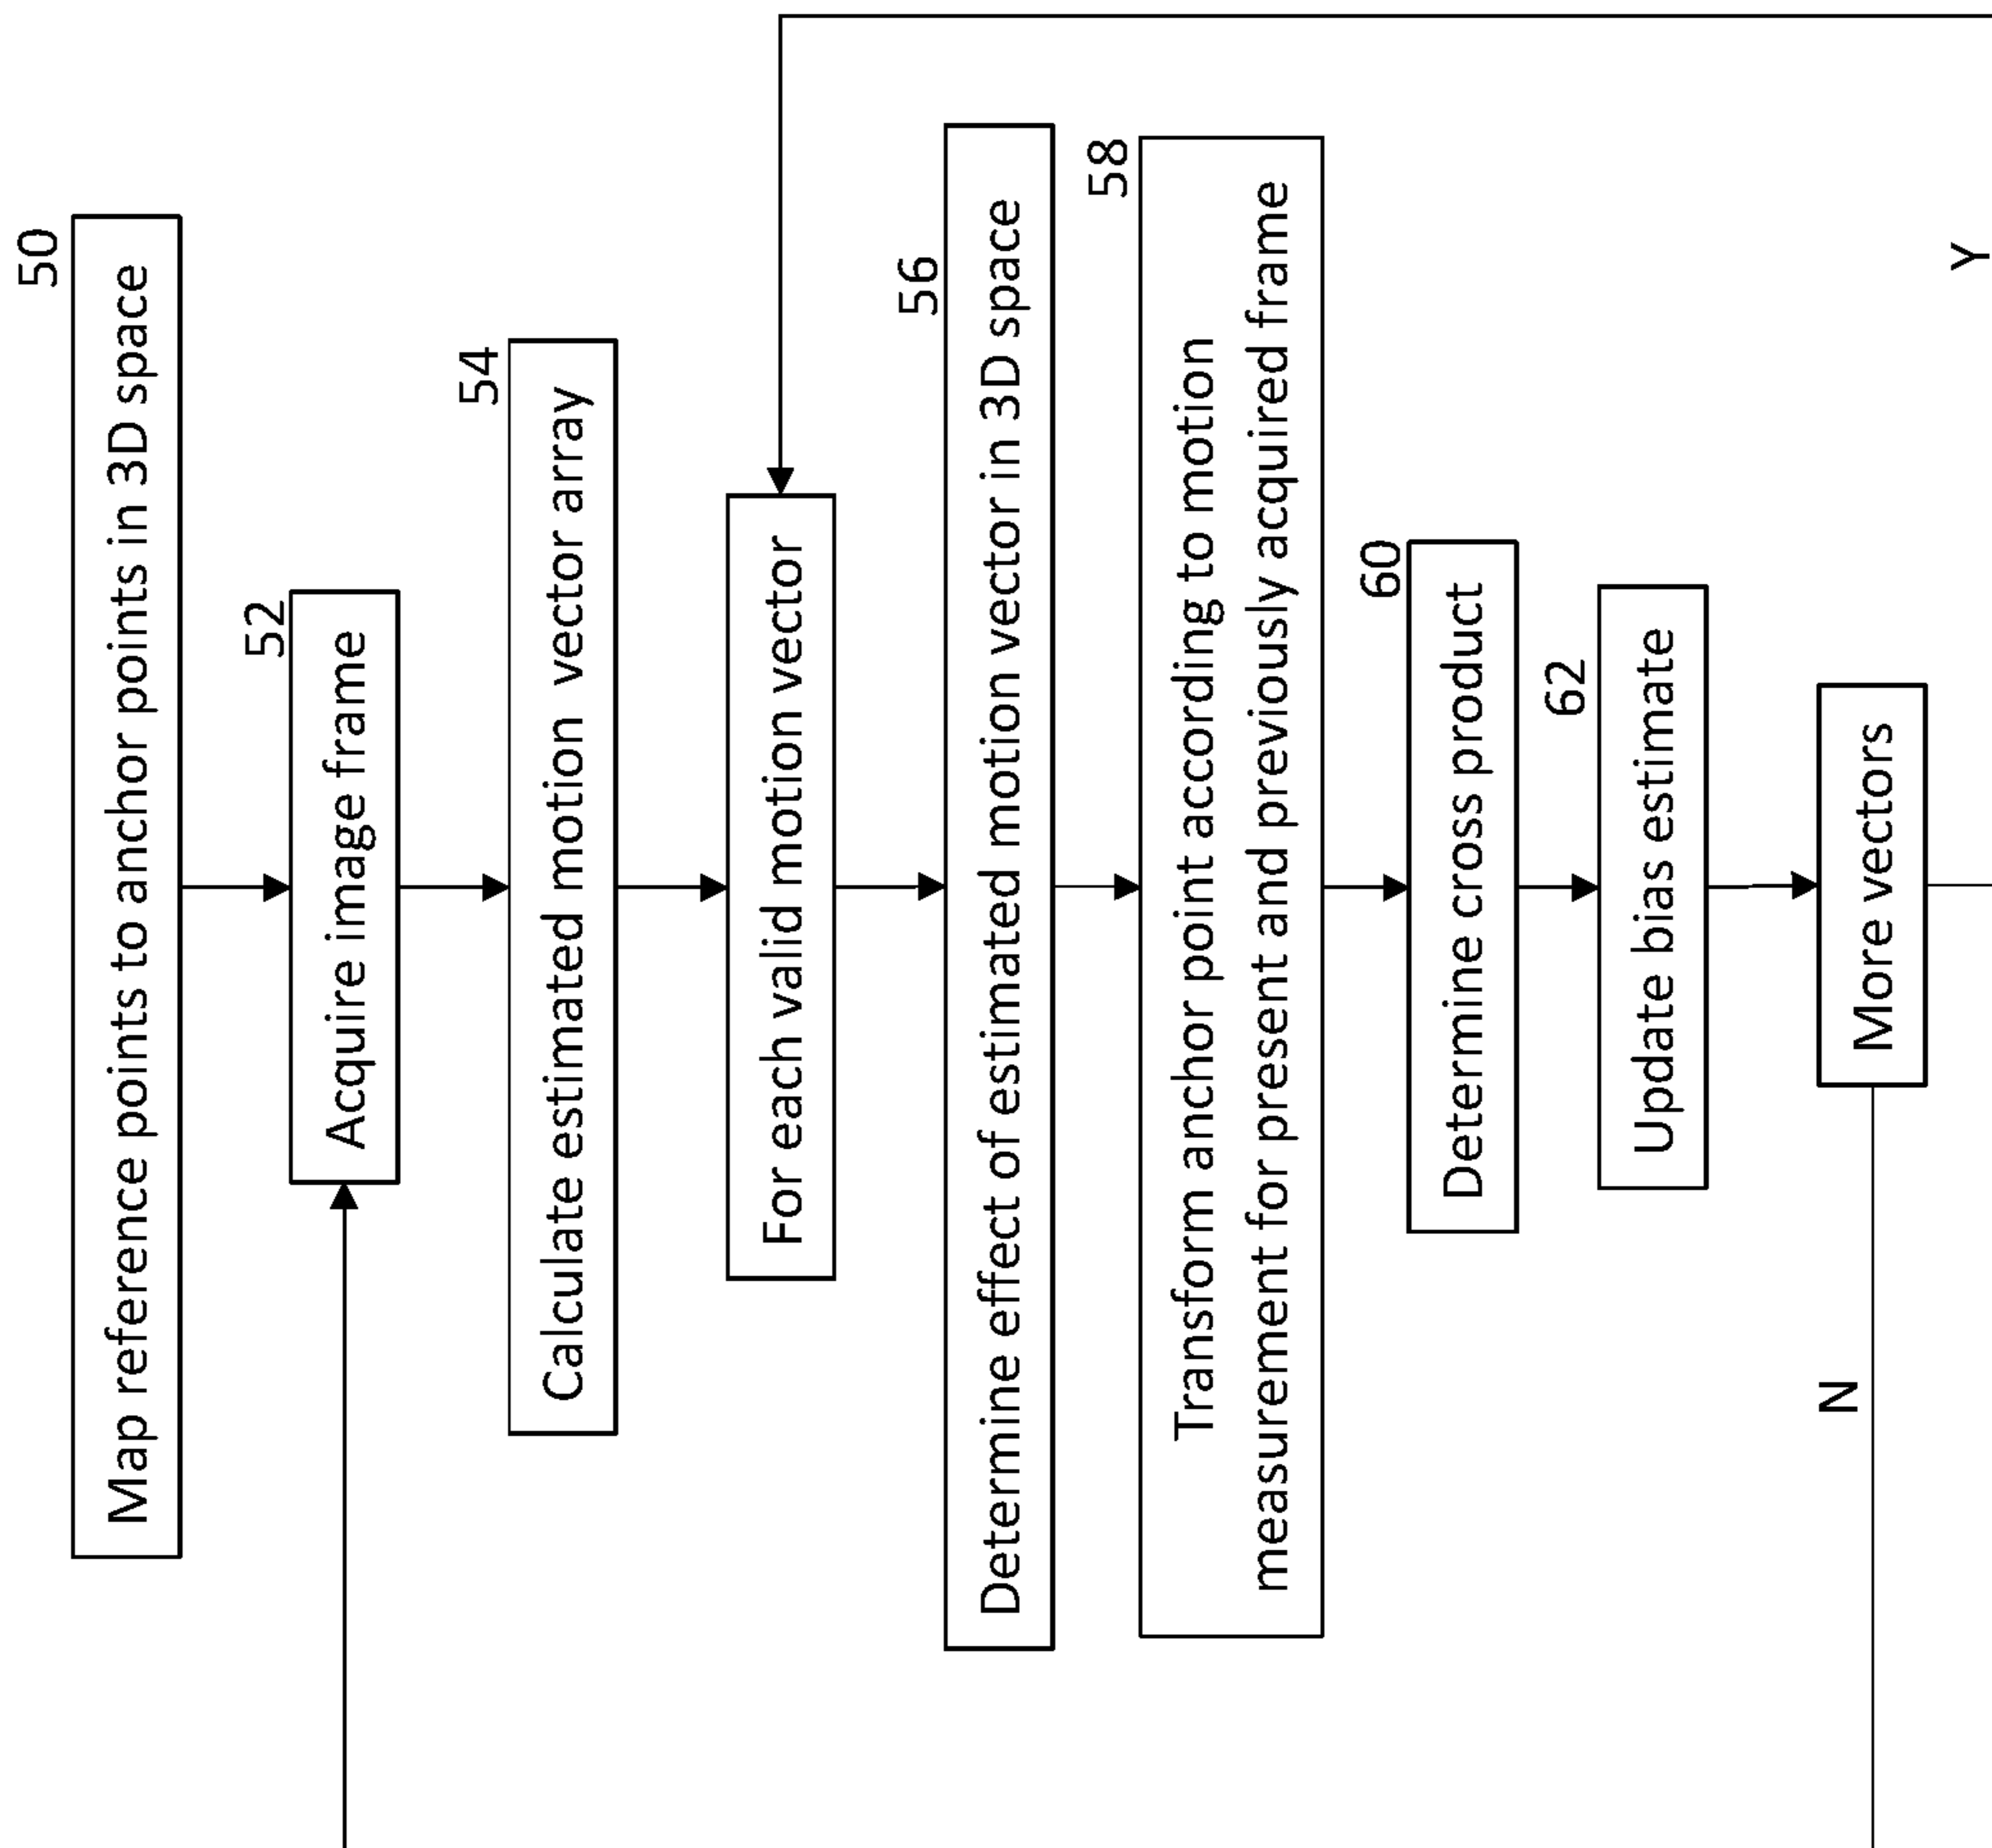 50
Map reference points to anchor points in 3D space
52
Acquire image frame
54
Calculate estimated motion vector array
For each valid motion vector
56
Determine effect of estimated motion vector in 3D space
58
Transform anchor point according to motion
measurement for present and previously acquired frame
60
Determine cross product
62
Update bias estimate
More vectors
N
Y